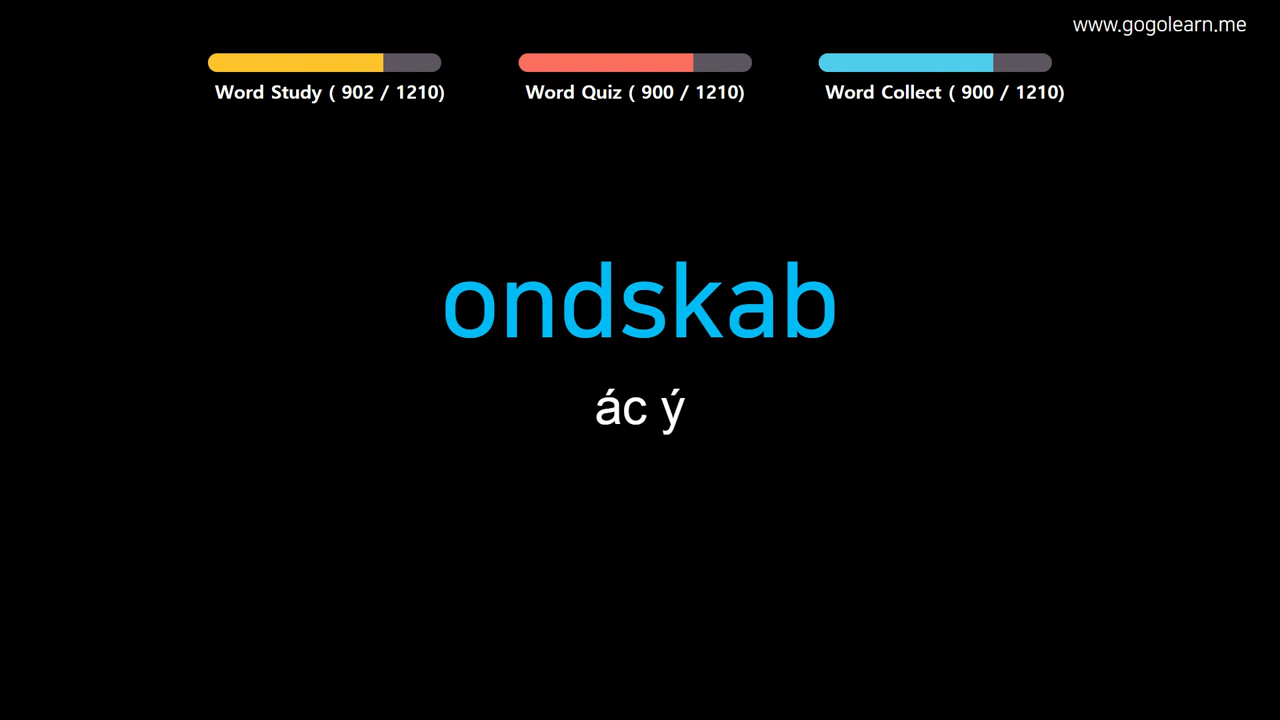 www.gogolearn.me
Word Study ( 902 / 1210)
Word Quiz ( 900 / 1210)
Word Collect ( 900 / 1210)
ondskab
ác ý